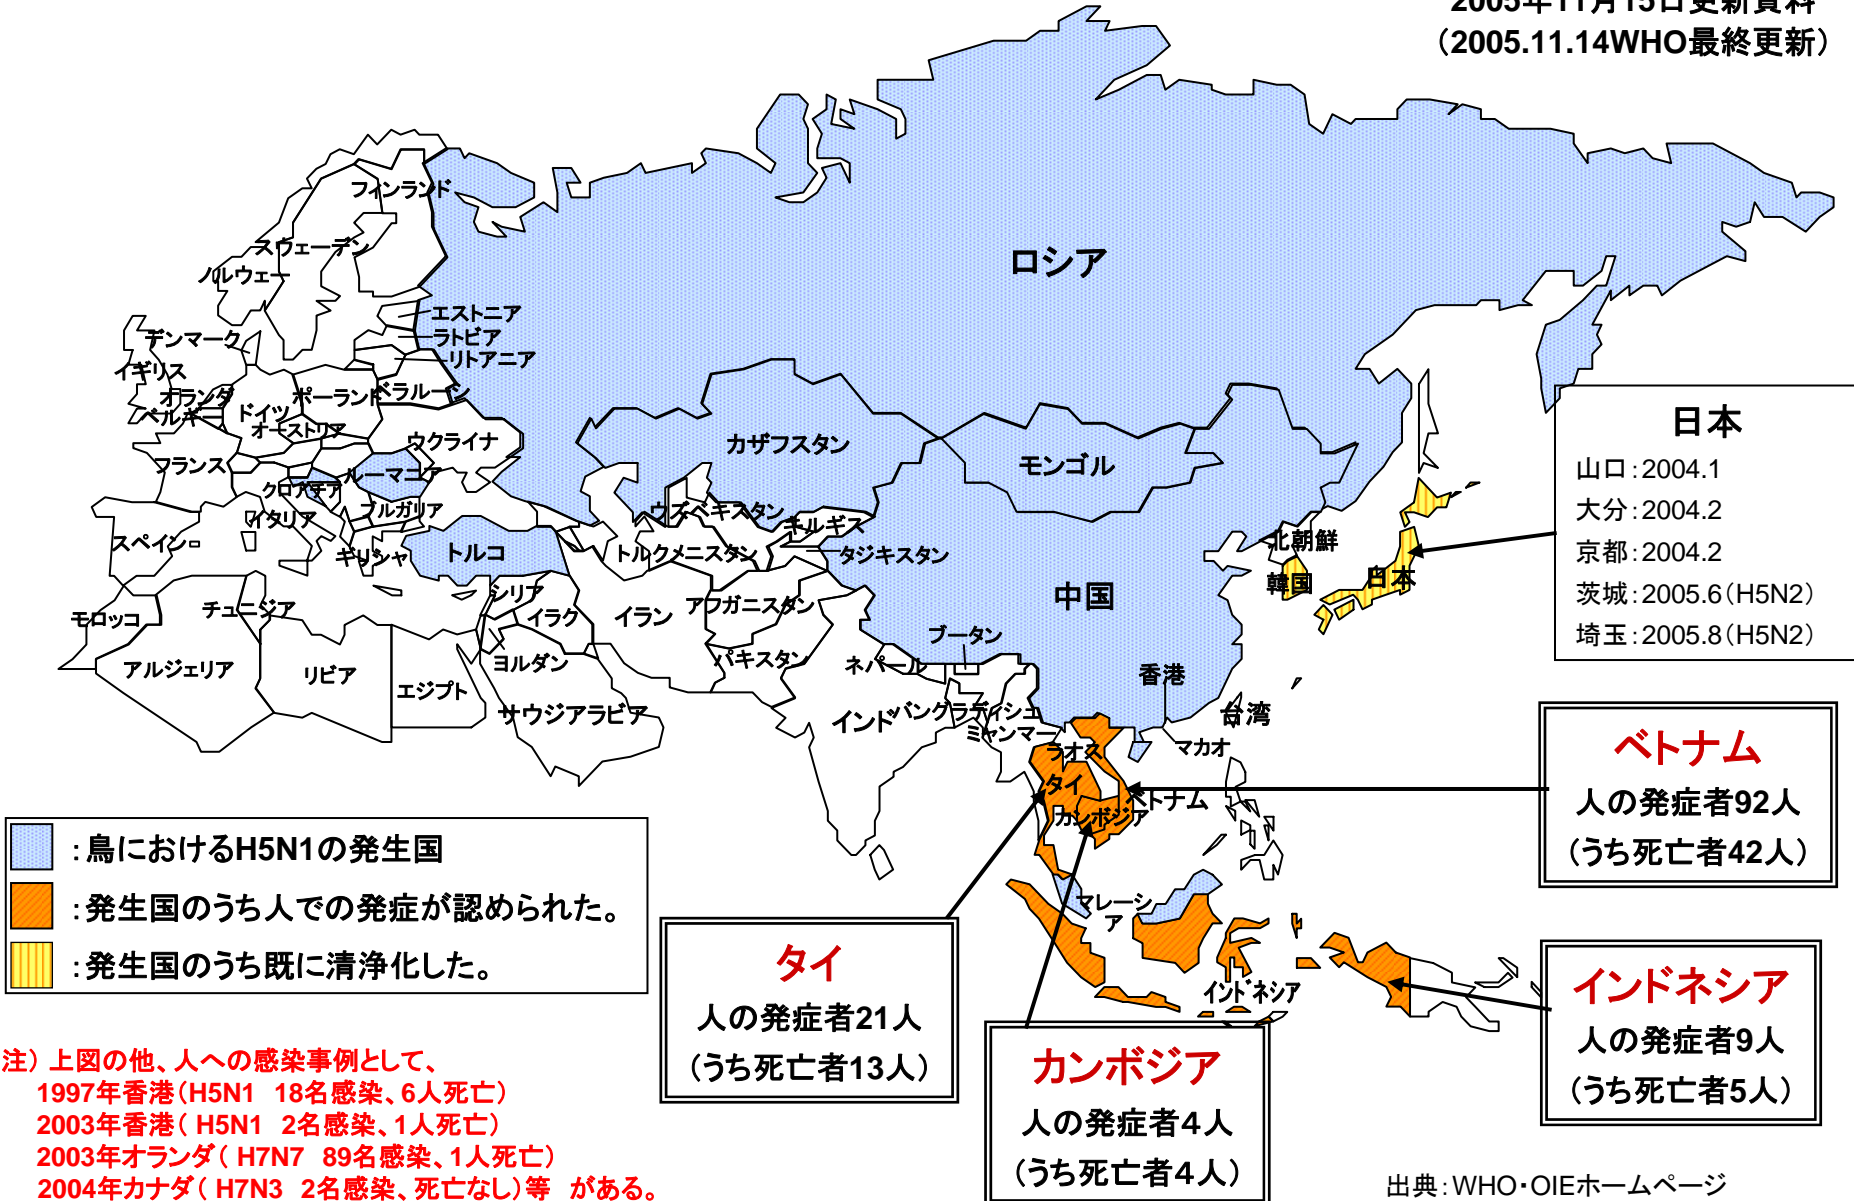 2005年11月15日更新資料
（2005.11.14WHO最終更新）
フィンランド
スウェーデン
ノルウェー
ロシア
エストニア
ラトビア
リトアニア
デンマーク
イギリス
オランダ
ベルギー
ドイツ
ポーランド
ベラルーシ
オーストリア
ウクライナ
フランス
ルーマニア
クロアチア
ブルガリア
イタリア
スペイン
ギリシャ
トルコ
カザフスタン
モンゴル
ウズベキスタン
キルギス
トルクメニスタン
タジキスタン
北朝鮮
韓国
日本
中国
モロッコ
チュニジア
シリア
イラク
イラン
アフガニスタン
アルジェリア
リビア
エジプト
ヨルダン
サウジアラビア
パキスタン
ネパール
ブータン
インド
バングラディシュ
ミャンマー
香港
台湾
マカオ
ラオス
タイ
ベトナム
カンボジア
マレーシ
ア
インドネシア
日本
山口：2004.1
大分：2004.2
京都：2004.2
茨城：2005.6（H5N2）
埼玉：2005.8（H5N2）
ベトナム
人の発症者92人
（うち死亡者42人）
：鳥におけるH5N1の発生国
：発生国のうち人での発症が認められた。
：発生国のうち既に清浄化した。
タイ
人の発症者21人
（うち死亡者13人）
カンボジア
人の発症者４人
（うち死亡者４人）
インドネシア
人の発症者9人
（うち死亡者5人）
注）上図の他、人への感染事例として、
1997年香港（H5N1　18名感染、6人死亡）
2003年香港（ H5N1　2名感染、1人死亡）
2003年オランダ（ H7N7　89名感染、1人死亡）
2004年カナダ（ H7N3　2名感染、死亡なし）等　がある。
出典：WHO・OIEホームページ